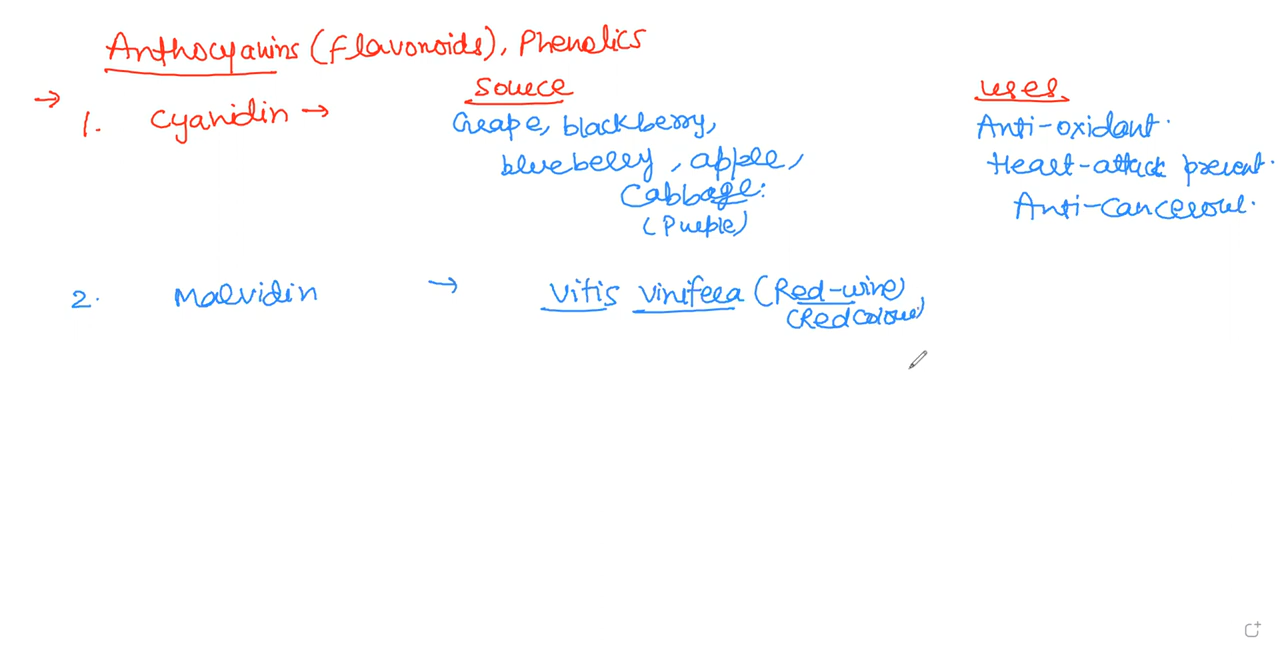 Anthocyanins (Flavonoids), Phenolics
Source
uses
→ 1. Cyanidin →
Grape, blackberry,
blueberry, apple,
Cabbage:
(Purple)
Anti-oxidant.
Heart-attack prevent.
Anti-cancerous.
2. Malvidin → Vitis vinifera (Red-wine),
(Red colour)